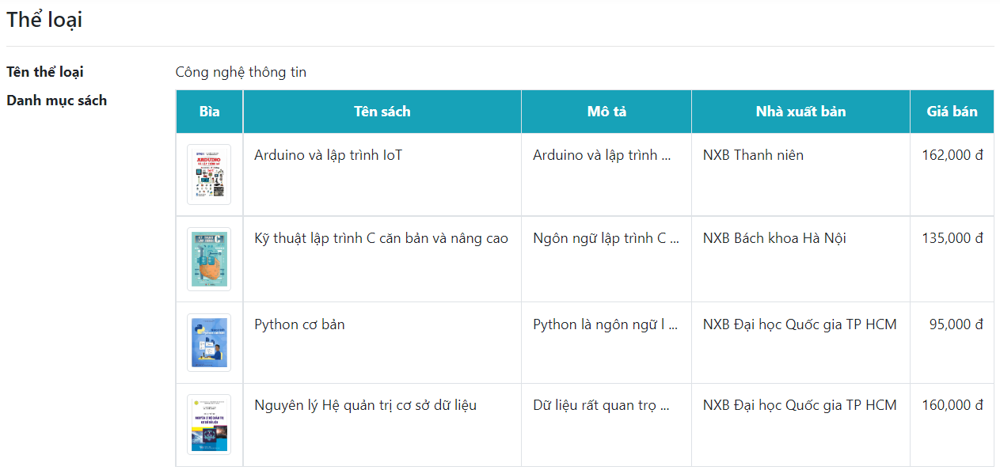 Thể loại
Tên thể loại Công nghệ thông tin
Danh mục sách
Bìa Tên sách Mô tả Nhà xuất bản Giá bán
ARDUINO
Arduino và lập trình IoT Arduino và lập trình ... NXB Thanh niên 162,000 đ
Kỹ thuật lập trình C căn bản và nâng cao Ngôn ngữ lập trình C ... NXB Bách khoa Hà Nội 135,000 đ
Python cơ bản Python là ngôn ngữ l ... NXB Đại học Quốc gia TP HCM 95,000 đ
Nguyên lý Hệ quản trị cơ sở dữ liệu Dữ liệu rất quan trọ ... NXB Đại học Quốc gia TP HCM 160,000 đ